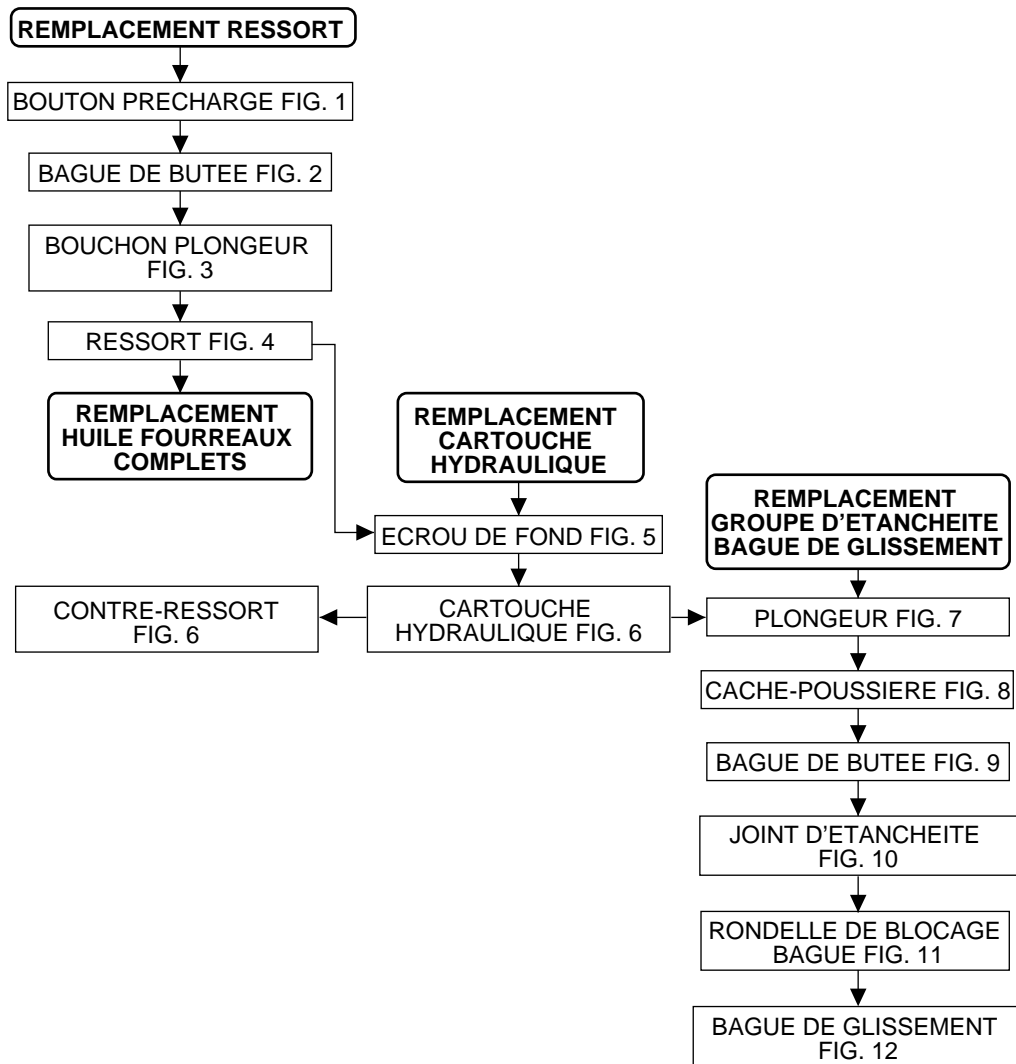 REMPLACEMENT RESSORT
BOUTON PRECHARGE FIG. 1
BAGUE DE BUTEE FIG. 2
BOUCHON PLONGEUR
FIG. 3
RESSORT FIG. 4
REMPLACEMENT
HUILE FOURREAUX
COMPLETS
REMPLACEMENT
CARTOUCHE
HYDRAULIQUE
ECROU DE FOND FIG. 5
CONTRE-RESSORT
FIG. 6
CARTOUCHE
HYDRAULIQUE FIG. 6
REMPLACEMENT
GROUPE D'ETANCHEITE
BAGUE DE GLISSEMENT
PLONGEUR FIG. 7
CACHE-POUSSIERE FIG. 8
BAGUE DE BUTEE FIG. 9
JOINT D'ETANCHEITE
FIG. 10
RONDELLE DE BLOCAGE
BAGUE FIG. 11
BAGUE DE GLISSEMENT
FIG. 12